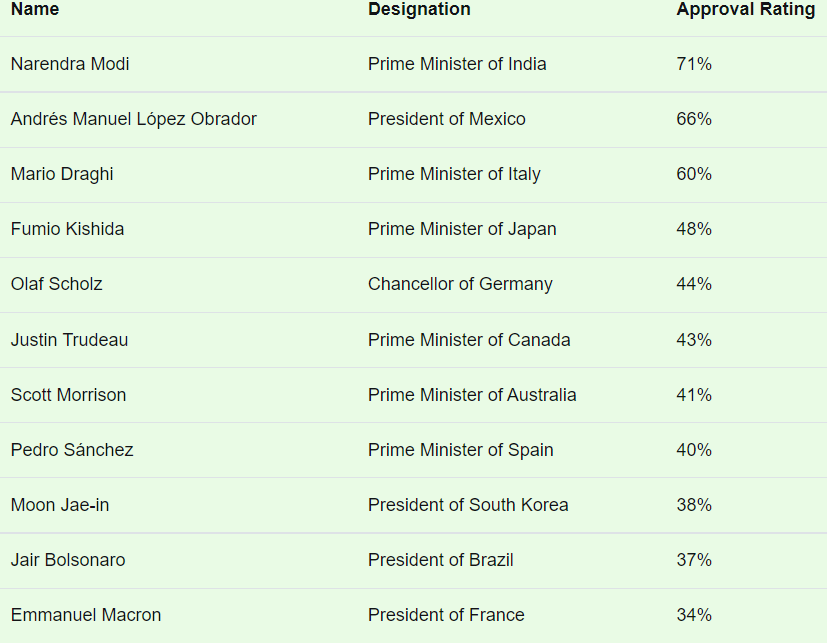 Name Designation Approval Rating
Narendra Modi Prime Minister of India 71%
Andrés Manuel López Obrador President of Mexico 66%
Mario Draghi Prime Minister of Italy 60%
Fumio Kishida Prime Minister of Japan 48%
Olaf Scholz Chancellor of Germany 44%
Justin Trudeau Prime Minister of Canada 43%
Scott Morrison Prime Minister of Australia 41%
Pedro Sánchez Prime Minister of Spain 40%
Moon Jae-in President of South Korea 38%
Jair Bolsonaro President of Brazil 37%
Emmanuel Macron President of France 34%